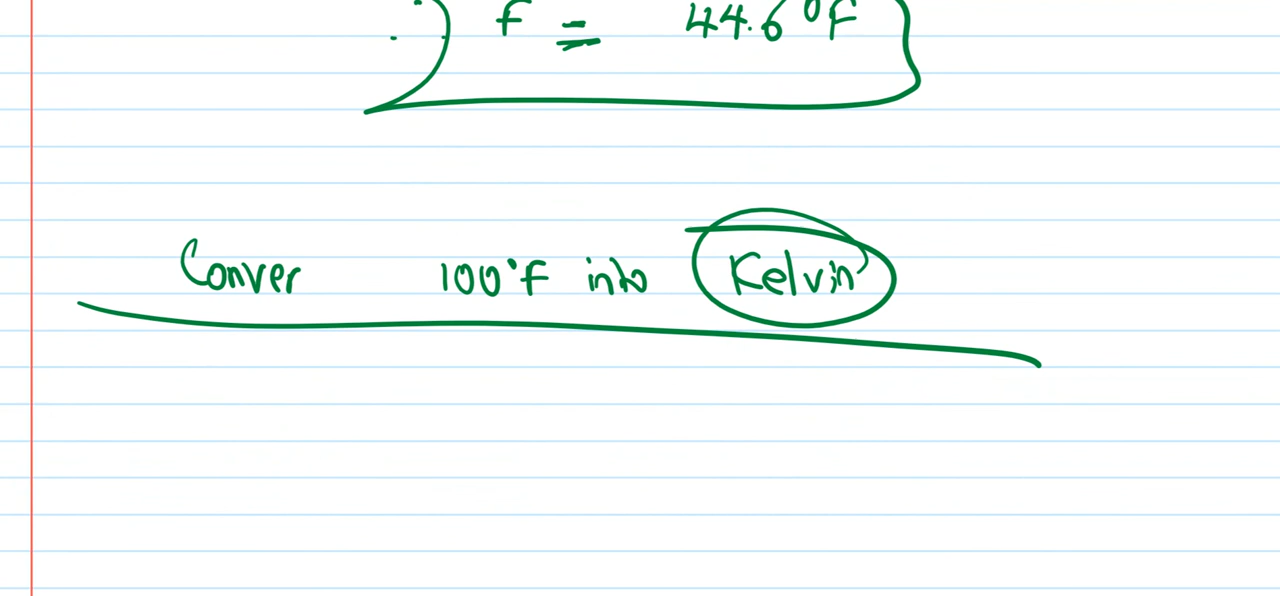 ∴) F = 44.6°F
Conver 100°F into Kelvin